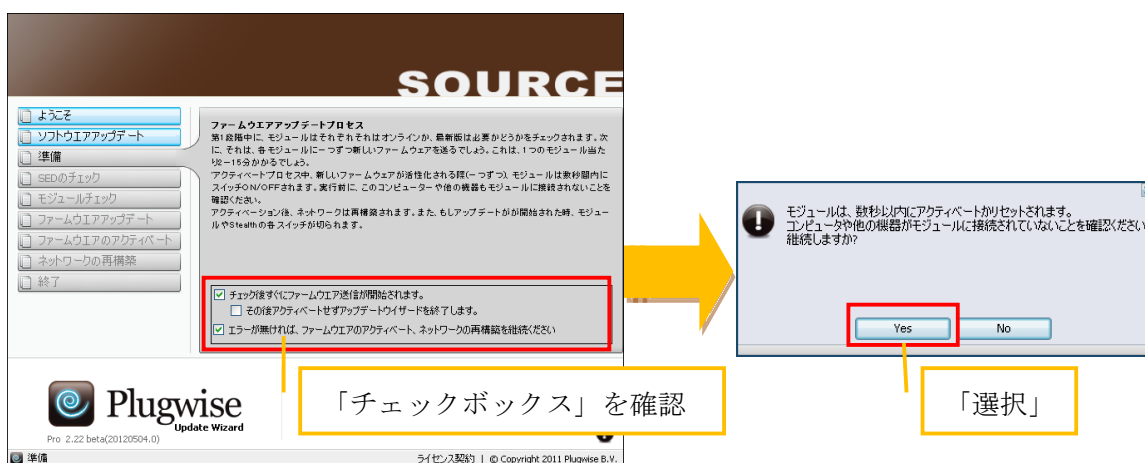 SOURCE
ようこそ
ソフトウエアアップデート
準備
SEDのチェック
モジュールチェック
ファームウエアアップデート
ファームウエアのアクティベート
ネットワークの再構築
終了
ファームウエアアップデートプロセス
第1段階中に、モジュールはそれぞれそれはオンラインか、最新版は必要かどうかをチェックされます。次
に、それは、各モジュールに一つずつ新しいファームウェアを送るでしょう。これは、1つのモジュール当た
り2-15分かかるでしょう。
アクティベートプロセス中、新しいファームウェアが活性化される際(一つずつ)、モジュールは数秒間内に
スイッチON/OFFされます。実行前に、このコンピューターや他の機器もモジュールに接続されないことを
確認ください。
アクティベーション後、ネットワークは再構築されます。また、もしアップデートがが開始された時、モジュー
ルやStealthの各スイッチが切られます。
チェック後すぐにファームウエア送信が開始されます。
その後アクティベートせずアップデートウイザードを終了します。
エラーが無ければ、ファームウエアのアクティベート、ネットワークの再構築を継続ください
Plugwise
Update Wizard
Pro 2.22 beta(20120504.0)
準備
ライセンス契約 | © Copyright 2011 Plugwise B.V.
「チェックボックス」を確認
モジュールは、数秒以内にアクティベートかリセットされます。
コンピュータや他の機器がモジュールに接続されていないことを確認ください
継続しますか?
Yes
No
「選択」